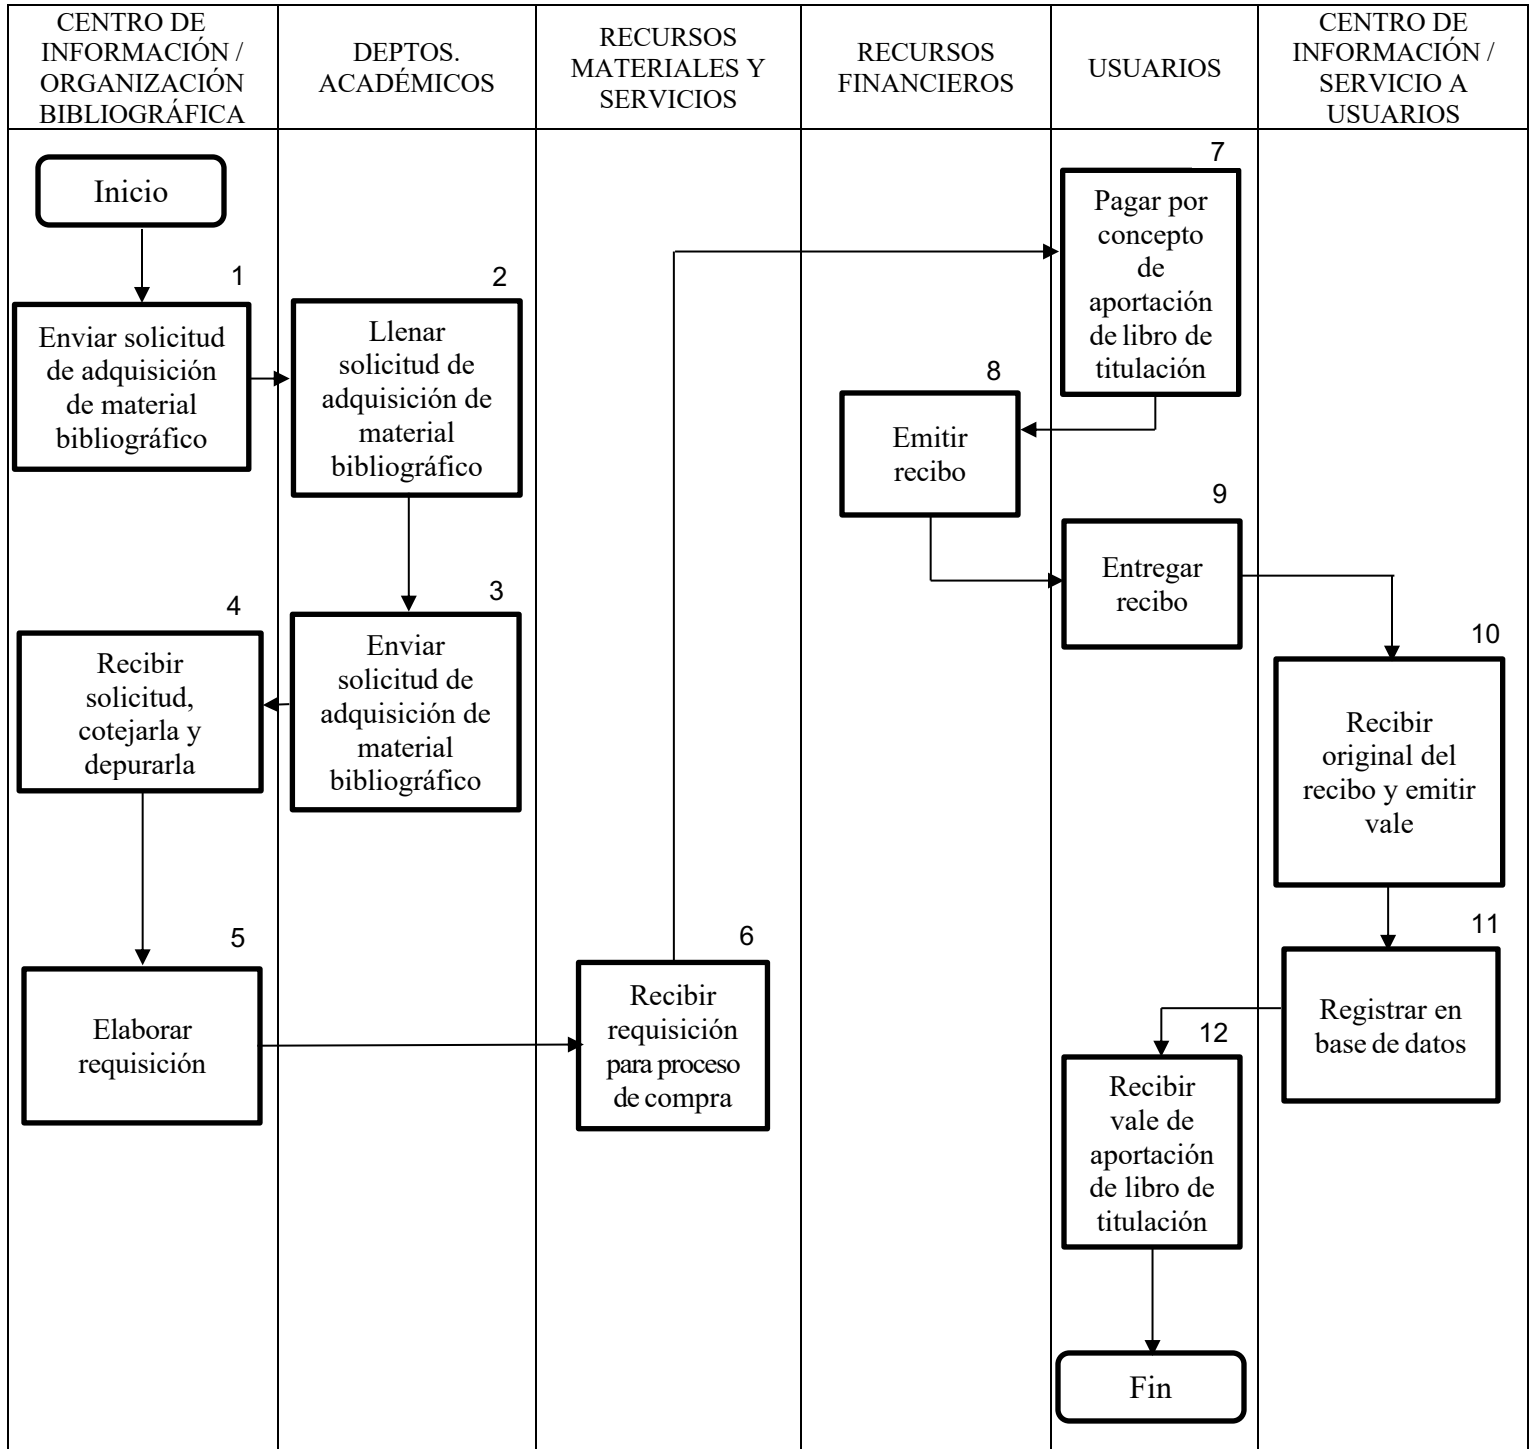 CENTRO DE
INFORMACIÓN /
ORGANIZACIÓN
BIBLIOGRÁFICA
DEPTOS.
ACADÉMICOS
RECURSOS
MATERIALES Y
SERVICIOS
RECURSOS
FINANCIEROS
USUARIOS
CENTRO DE
INFORMACIÓN /
SERVICIO A
USUARIOS
Inicio
1
Enviar solicitud
de adquisición
de material
bibliográfico
2
Llenar
solicitud de
adquisición de
material
bibliográfico
3
Enviar
solicitud de
adquisición de
material
bibliográfico
4
Recibir
solicitud,
cotejarla y
depurarla
5
Elaborar
requisición
6
Recibir
requisición
para proceso
de compra
7
Pagar por
concepto
de
aportación
de libro de
titulación
8
Emitir
recibo
9
Entregar
recibo
10
Recibir
original del
recibo y emitir
vale
11
Registrar en
base de datos
12
Recibir
vale de
aportación
de libro de
titulación
Fin